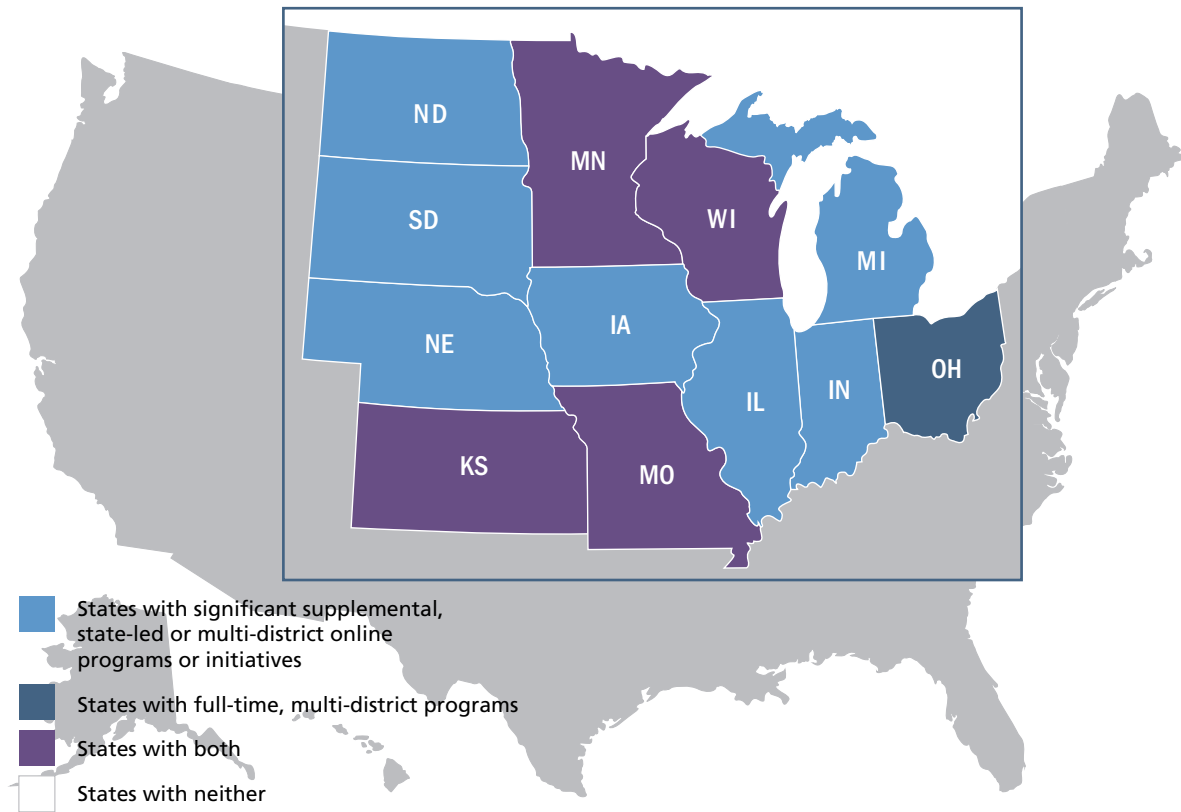 ND
MN
SD
WI
MI
IA
NE
OH
IL
IN
KS
MO
States with significant supplemental,
state-led or multi-district online
programs or initiatives
States with full-time, multi-district programs
States with both
States with neither